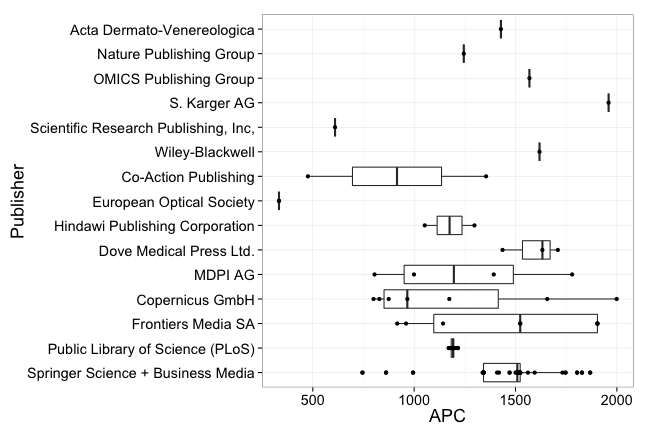 Publisher
Acta Dermato-Venereologica
Nature Publishing Group
OMICS Publishing Group
S. Karger AG
Scientific Research Publishing, Inc,
Wiley-Blackwell
Co-Action Publishing
European Optical Society
Hindawi Publishing Corporation
Dove Medical Press Ltd.
MDPI AG
Copernicus GmbH
Frontiers Media SA
Public Library of Science (PLoS)
Springer Science + Business Media
500 1000 1500 2000
APC